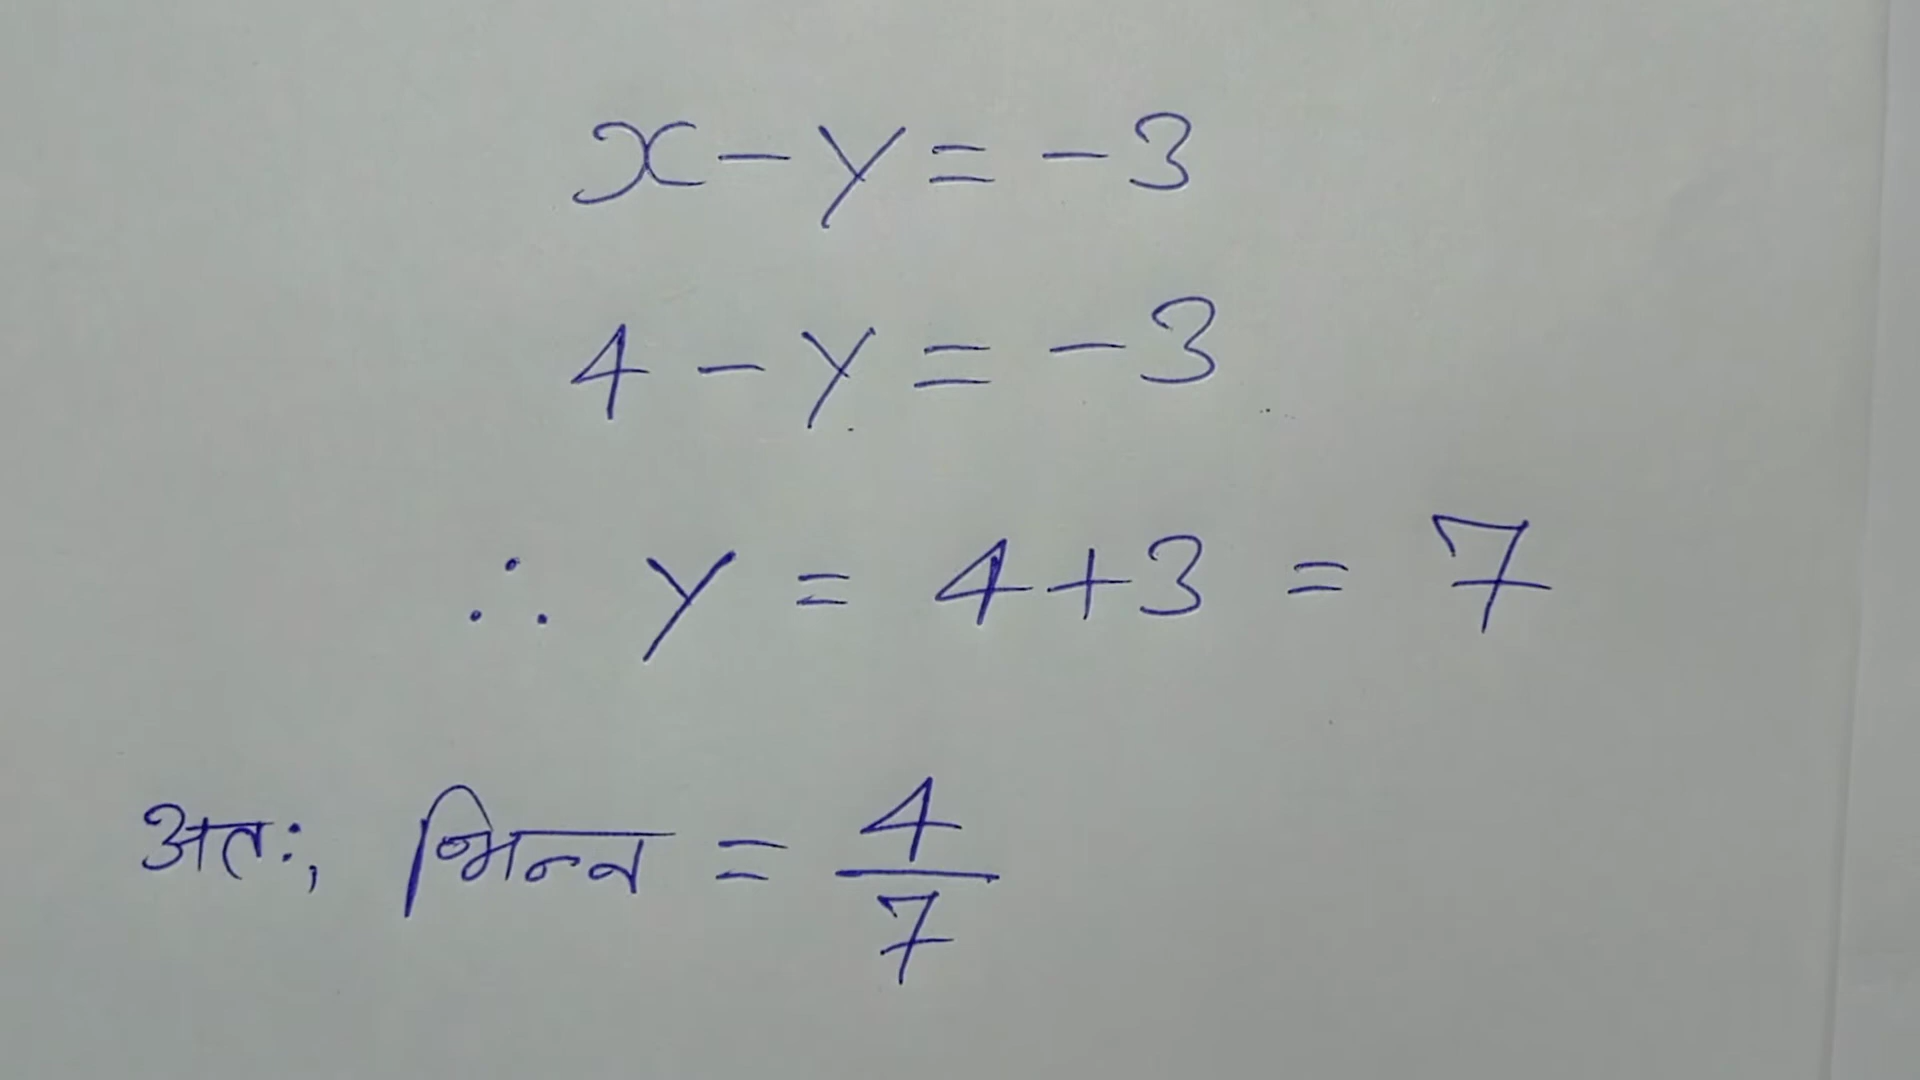 x - y = - 3
4 - y = - 3
∴ y = 4 + 3 = 7
अतः, भिन्न = 4/7